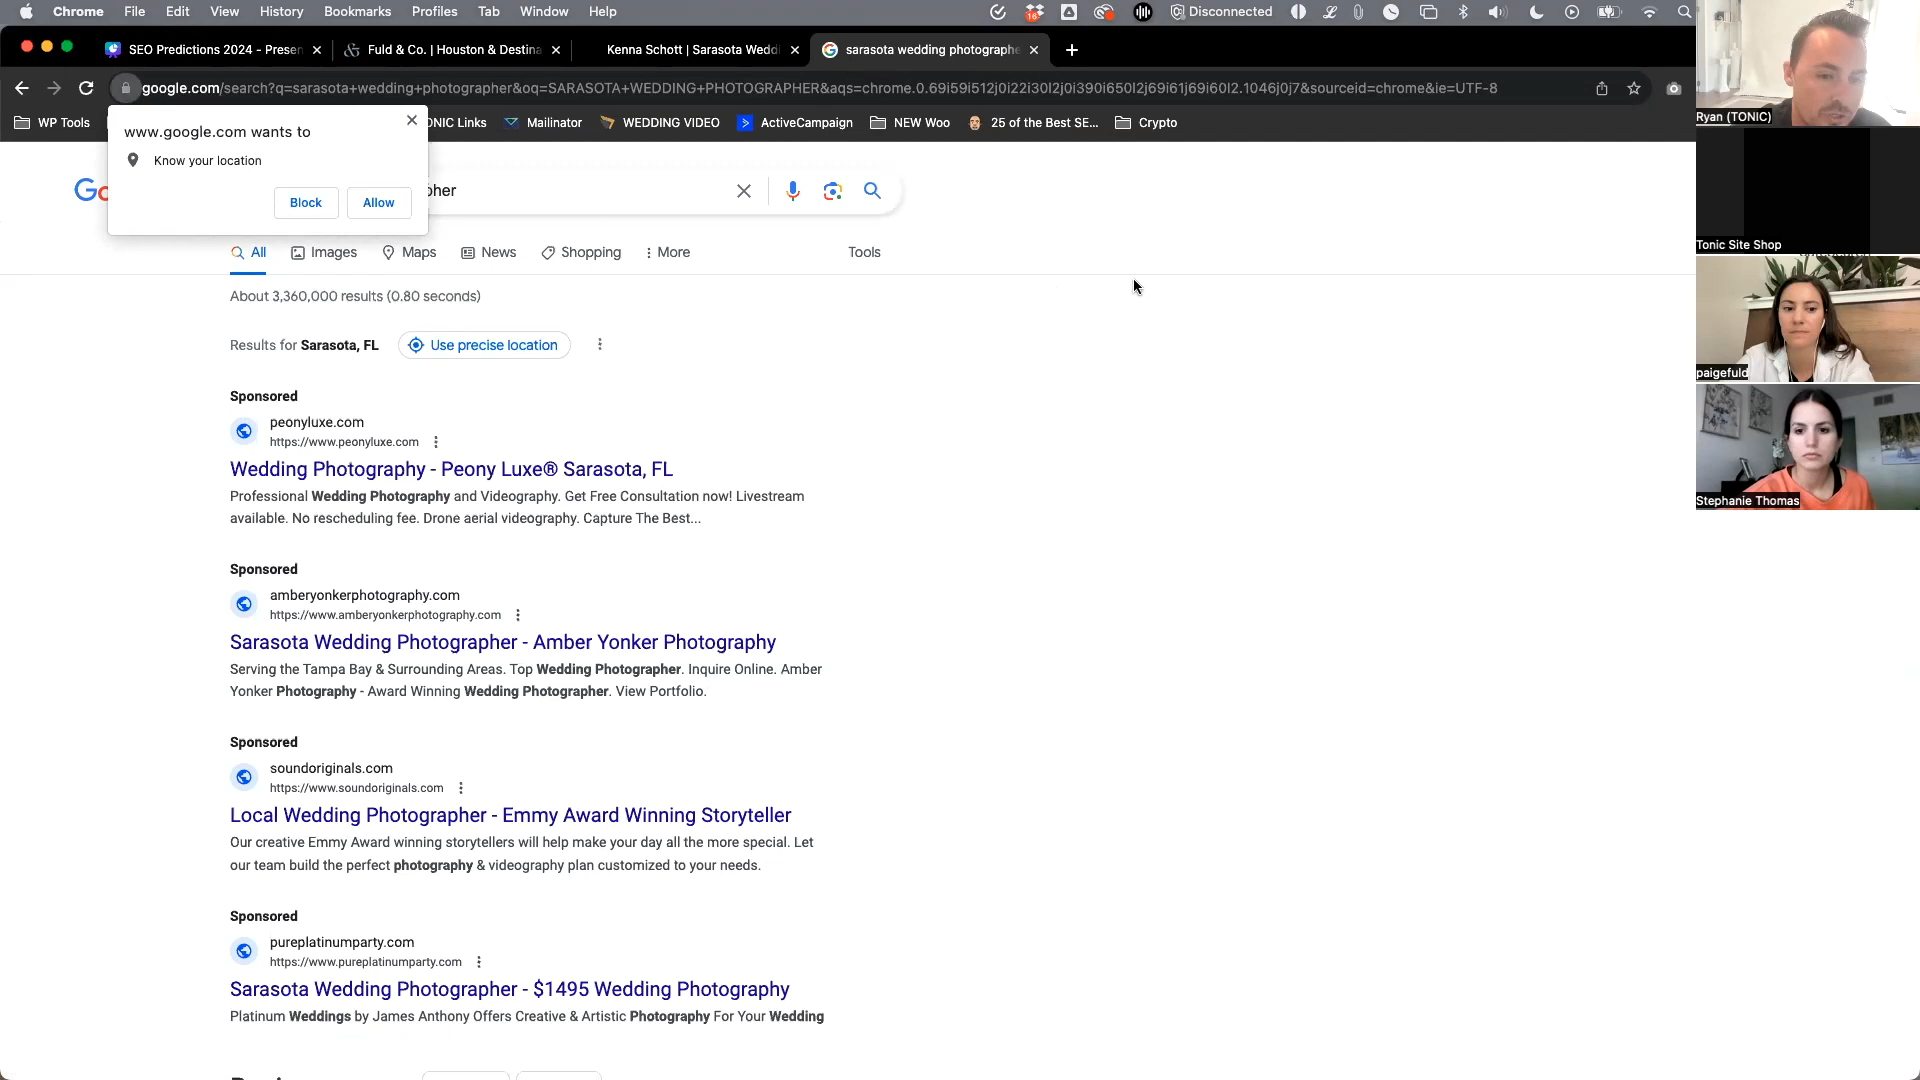 Chrome File Edit View History Bookmarks Profiles Tab Window Help
16
Disconnected
SEO Predictions 2024 - Presen
Fuld & Co. | Houston & Destina
Kenna Schott | Sarasota Wedd
sarasota wedding photographe
google.com/search?q=sarasota+wedding+photographer&oq=SARASOTA+WEDDING+PHOTOGRAPHER&aqs=chrome.0.69i59i512j0i22i30l2j0i390i650l2j69i61j69i60l2.1046j0j7&sourceid=chrome&ie=UTF-8
WP Tools
ONIC Links
Mailinator
WEDDING VIDEO
ActiveCampaign
NEW Woo
25 of the Best SE...
Crypto
www.google.com wants to
Know your location
Block
Allow
Go
pher
All
Images
Maps
News
Shopping
More
Tools
About 3,360,000 results (0.80 seconds)
Results for Sarasota, FL
Use precise location
Sponsored
peonyluxe.com
https://www.peonyluxe.com
Wedding Photography - Peony Luxe® Sarasota, FL
Professional Wedding Photography and Videography. Get Free Consultation now! Livestream
available. No rescheduling fee. Drone aerial videography. Capture The Best...
Sponsored
amberyonkerphotography.com
https://www.amberyonkerphotography.com
Sarasota Wedding Photographer - Amber Yonker Photography
Serving the Tampa Bay & Surrounding Areas. Top Wedding Photographer. Inquire Online. Amber
Yonker Photography - Award Winning Wedding Photographer. View Portfolio.
Sponsored
soundoriginals.com
https://www.soundoriginals.com
Local Wedding Photographer - Emmy Award Winning Storyteller
Our creative Emmy Award winning storytellers will help make your day all the more special. Let
our team build the perfect photography & videography plan customized to your needs.
Sponsored
pureplatinumparty.com
https://www.pureplatinumparty.com
Sarasota Wedding Photographer - $1495 Wedding Photography
Platinum Weddings by James Anthony Offers Creative & Artistic Photography For Your Wedding
Ryan (TONIC)
Tonic Site Shop
paigefuld
Stephanie Thomas